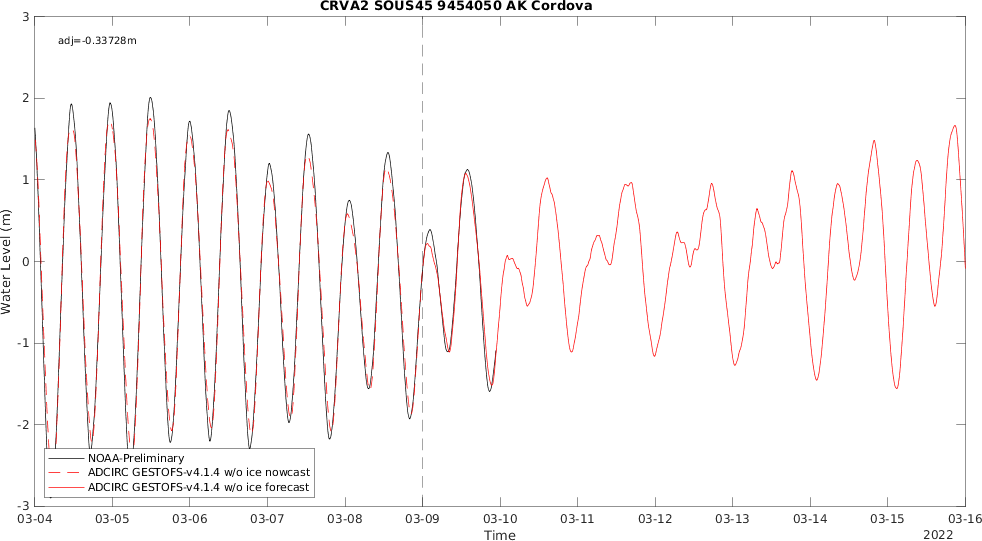 CRVA2 SOUS45 9454050 AK Cordova
adj=-0.33728m
3
2
1
0
-1
-2
-3
Water Level (m)
NOAA-Preliminary
ADCIRC GESTOFS-v4.1.4 w/o ice nowcast
ADCIRC GESTOFS-v4.1.4 w/o ice forecast
03-04 03-05 03-06 03-07 03-08 03-09 03-10 03-11 03-12 03-13 03-14 03-15 03-16
Time
2022